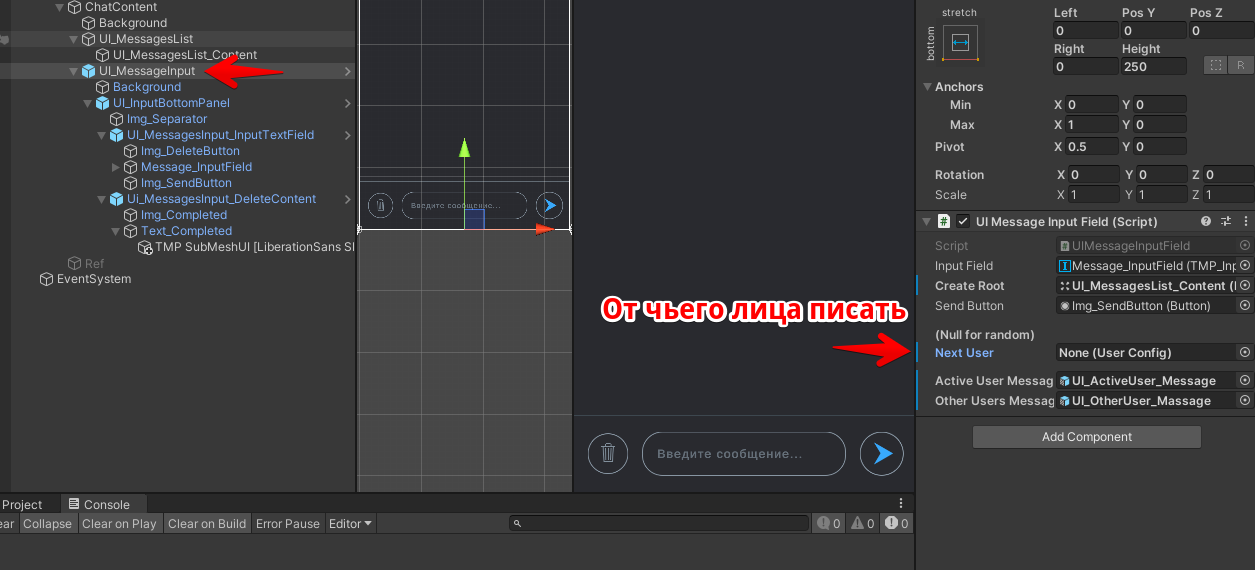 ChatContent
Background
UI_MessagesList
UI_MessagesList_Content
UI_MessageInput
Background
UI_InputBottomPanel
Img_Separator
UI_MessagesInput_InputTextField
Img_DeleteButton
Message_InputField
Img_SendButton
Ui_MessagesInput_DeleteContent
Img_Completed
Text_Completed
TMP SubMeshUI [LiberationSans S
Ref
EventSystem
Введите сообщение...
От чьего лица писать
Введите сообщение...
stretch
bottom
Left Pos Y Pos Z
0 0 0
Right Height
0 250 R
Anchors
Min X 0 Y 0
Max X 1 Y 0
Pivot X 0.5 Y 0
Rotation X 0 Y 0 Z 0
Scale X 1 Y 1 Z 1
# UI Message Input Field (Script)
Script # UIMessageInputField
Input Field Message_InputField (TMP_Inp
Create Root UI_MessagesList_Content (
Send Button Img_SendButton (Button)
(Null for random)
Next User None (User Config)
Active User Messag UI_ActiveUser_Message
Other Users Messag UI_OtherUser_Massage
Add Component
Project Console
ear Collapse Clear on Play Clear on Build Error Pause Editor 0 0 0